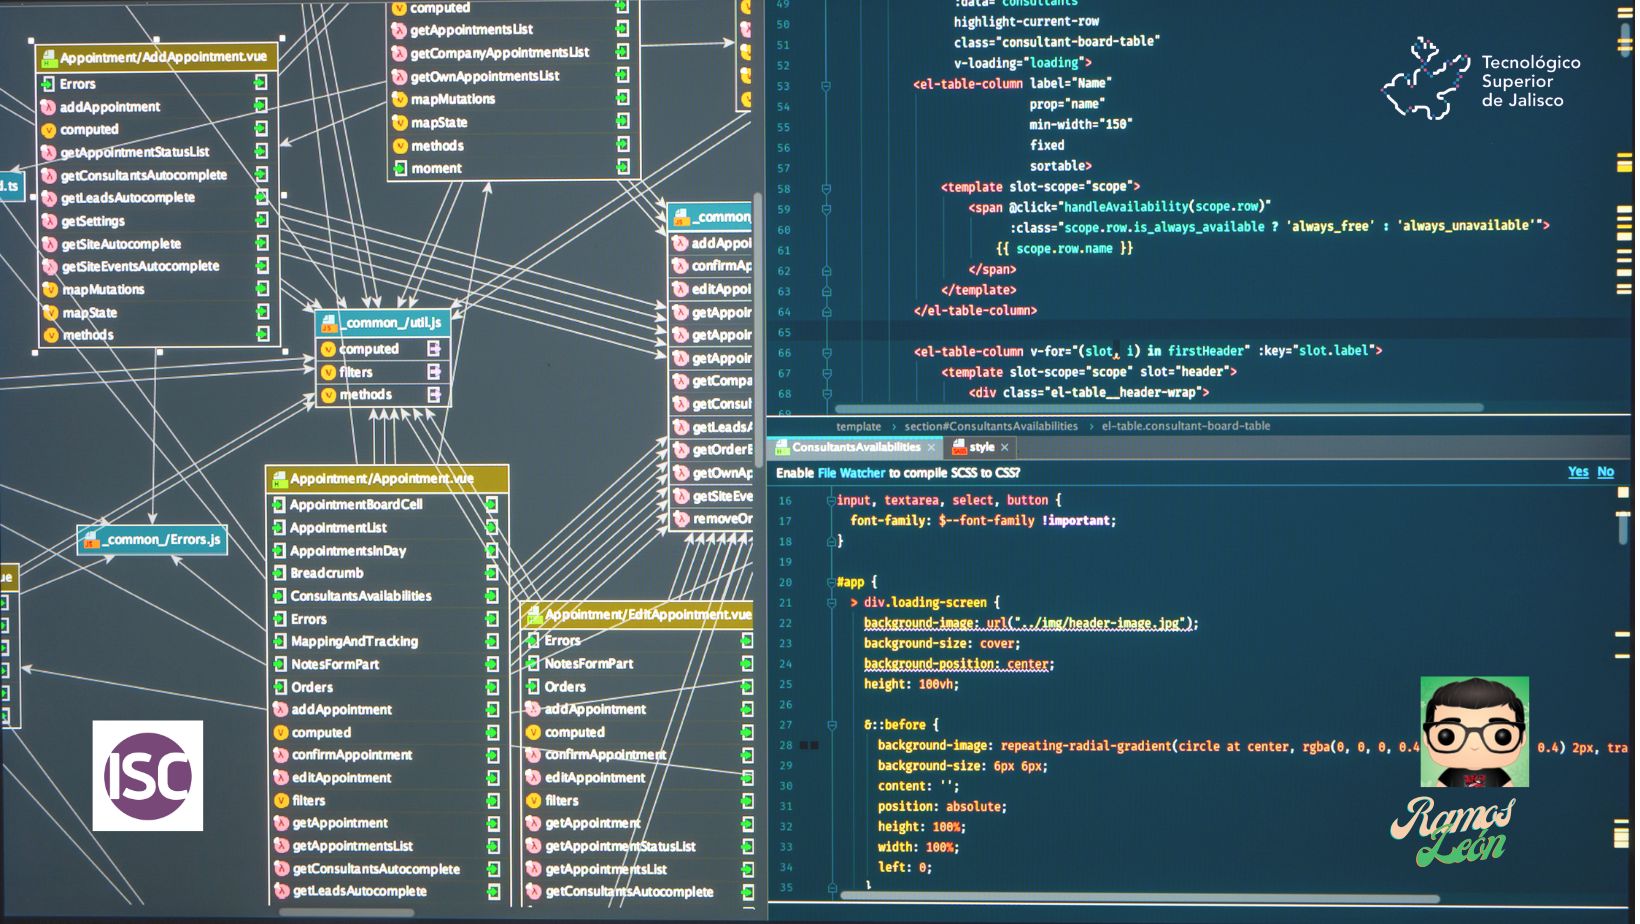 Appointment/AddAppointment.vue
Errors
addAppointment
computed
getAppointmentStatusList
getConsultantsAutocomplete
getLeadsAutocomplete
getSettings
getSiteAutocomplete
getSiteEventsAutocomplete
mapMutations
mapState
methods
d.ts
computed
getAppointmentsList
getCompanyAppointmentsList
getOwnAppointmentsList
mapMutations
mapState
methods
moment
_common_/util.js
computed
filters
methods
_common_/Errors.js
ue
_common_
addAppoi
confirmAp
editAppoi
getAppoir
getAppoir
getAppoir
getCompa
getConsul
getLeadsA
getOrderE
getOwnAp
getSiteEve
removeOr
Appointment/Appointment.vue
AppointmentBoardCell
AppointmentList
AppointmentsInDay
Breadcrumb
ConsultantsAvailabilities
Errors
MappingAndTracking
NotesFormPart
Orders
addAppointment
computed
confirmAppointment
editAppointment
filters
getAppointment
getAppointmentsList
getConsultantsAutocomplete
getLeadsAutocomplete
Appointment/EditAppointment.vue
Errors
NotesFormPart
Orders
addAppointment
computed
confirmAppointment
editAppointment
filters
getAppointment
getAppointmentStatusList
getAppointmentsList
getConsultantsAutocomplete
ISC
49 :data="consultants"
50 highlight-current-row
51 class="consultant-board-table"
52 v-loading="loading">
53 <el-table-column label="Name"
54 prop="name"
55 min-width="150"
56 fixed
57 sortable>
58 <template slot-scope="scope">
59 <span @click="handleAvailability(scope.row)"
60 :class="scope.row.is_always_available ? 'always_free' : 'always_unavailable'">
61 {{ scope.row.name }}
62 </span>
63 </template>
64 </el-table-column>
65
66 <el-table-column v-for="(slot, i) in firstHeader" :key="slot.label">
67 <template slot-scope="scope" slot="header">
68 <div class="el-table__header-wrap">
69
template › section#ConsultantsAvailabilities › el-table.consultant-board-table
Tecnológico
Superior
de Jalisco
ConsultantsAvailabilities × style ×
Enable File Watcher to compile SCSS to CSS? Yes No
16 input, textarea, select, button {
17 font-family: $--font-family !important;
18 }
19
20 #app {
21 > div.loading-screen {
22 background-image: url("../img/header-image.jpg");
23 background-size: cover;
24 background-position: center;
25 height: 100vh;
26
27 &::before {
28 background-image: repeating-radial-gradient(circle at center, rgba(0, 0, 0, 0.4 0.4) 2px, tra
29 background-size: 6px 6px;
30 content: '';
31 position: absolute;
32 height: 100%;
33 width: 100%;
34 left: 0;
35 }
Ramos
León